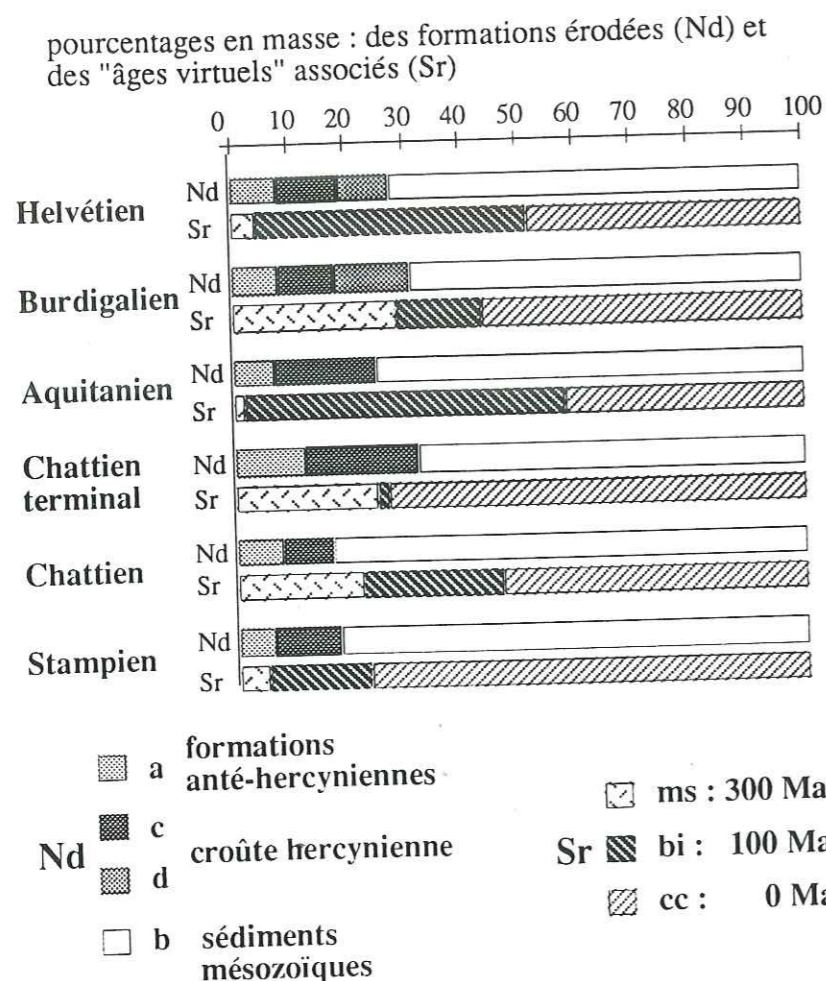 pourcentages en masse : des formations érodées (Nd) et
des "âges virtuels" associés (Sr)
0 10 20 30 40 50 60 70 80 90 100
Helvétien
Nd
Sr
Burdigalien
Nd
Sr
Aquitanien
Nd
Sr
Chattien
terminal
Nd
Sr
Chattien
Nd
Sr
Stampien
Nd
Sr
Nd
a formations
anté-hercyniennes
c
croûte hercynienne
d
b sédiments
mésozoïques
Sr
ms : 300 Ma
bi : 100 Ma
cc : 0 Ma